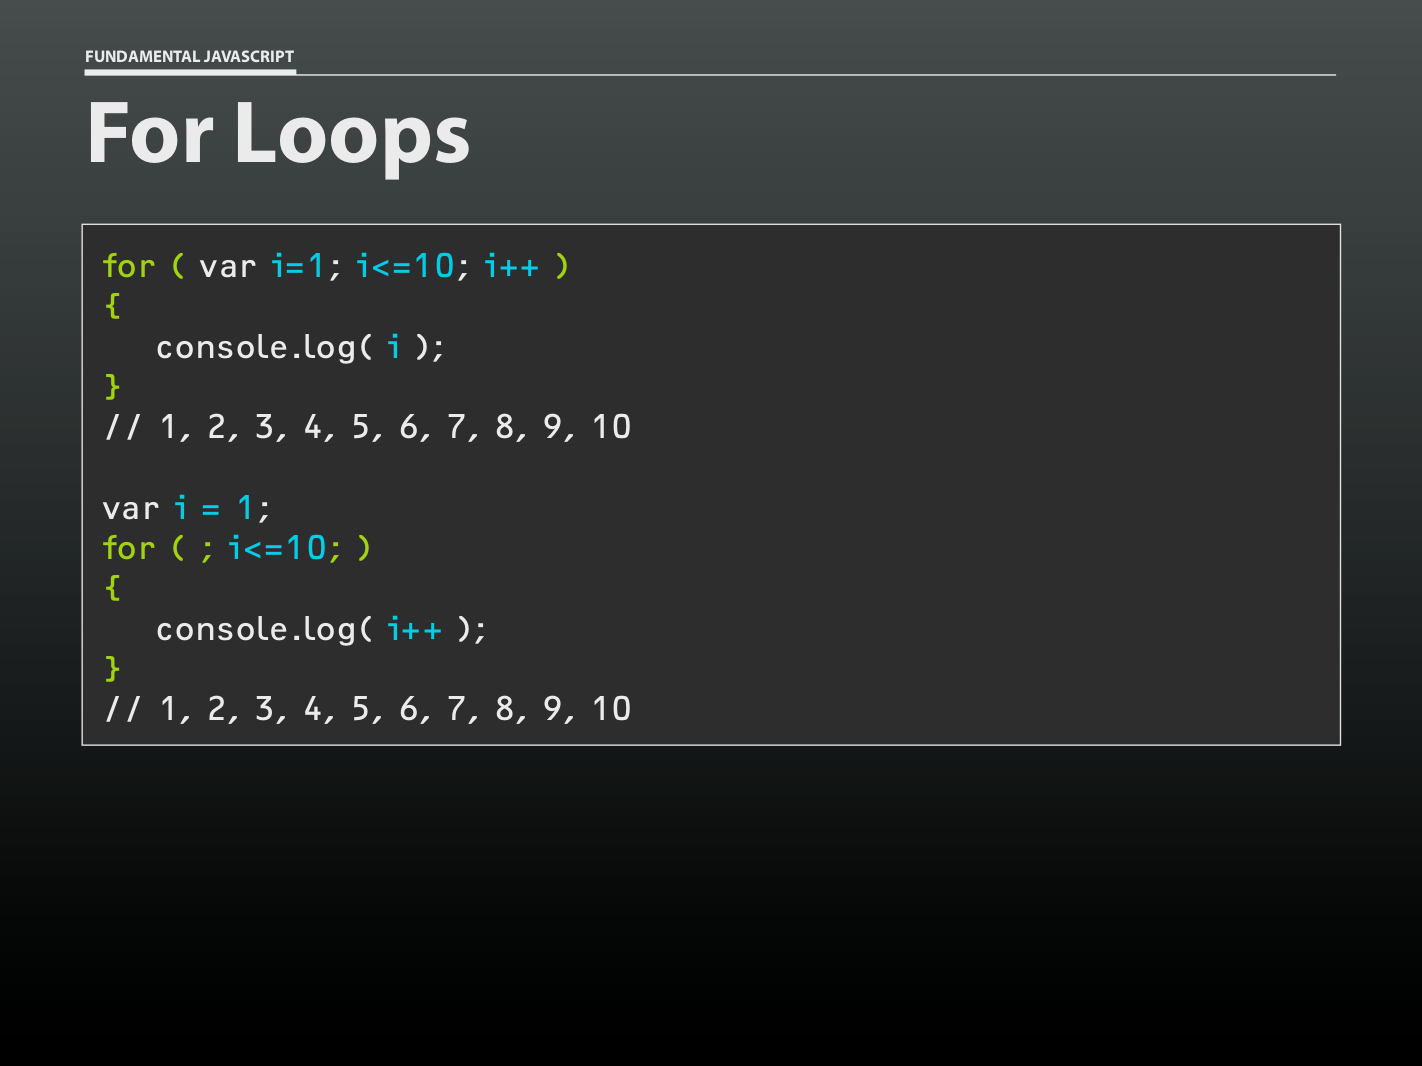 FUNDAMENTAL JAVASCRIPT
For Loops
for ( var i=1; i<=10; i++ )
{
   console.log( i );
}
// 1, 2, 3, 4, 5, 6, 7, 8, 9, 10

var i = 1;
for ( ; i<=10; )
{
   console.log( i++ );
}
// 1, 2, 3, 4, 5, 6, 7, 8, 9, 10